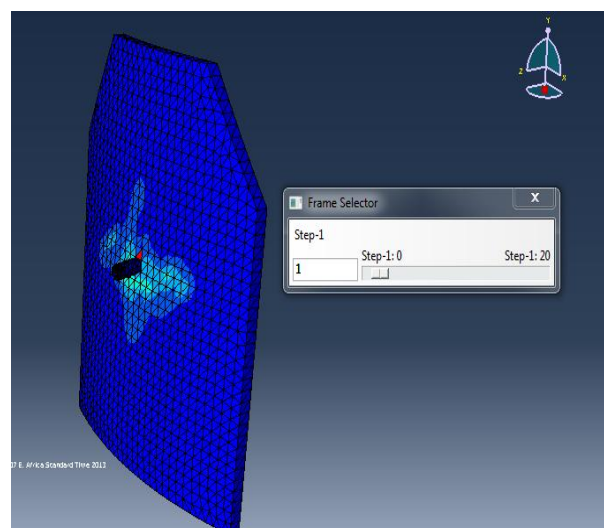 Y
Z
X
Frame Selector
X
Step-1
Step-1: 0
Step-1: 20
1
E. Africa Standard Time 2013